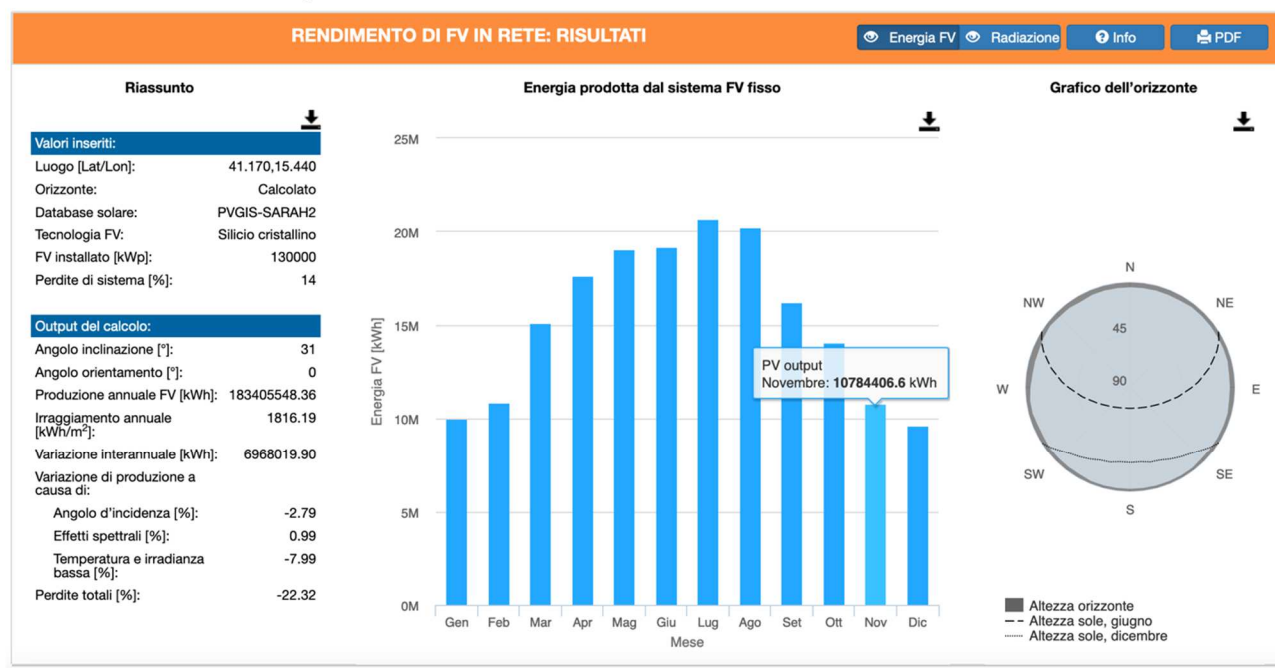 RENDIMENTO DI FV IN RETE: RISULTATI
Energia FV
Radiazione
Info
PDF
Riassunto
Valori inseriti:
Luogo [Lat/Lon]: 41.170,15.440
Orizzonte: Calcolato
Database solare: PVGIS-SARAH2
Tecnologia FV: Silicio cristallino
FV installato [kWp]: 130000
Perdite di sistema [%]: 14
Output del calcolo:
Angolo inclinazione [°]: 31
Angolo orientamento [°]: 0
Produzione annuale FV [kWh]: 183405548.36
Irraggiamento annuale 1816.19
[kWh/m²]:
Variazione interannuale [kWh]: 6968019.90
Variazione di produzione a
causa di:
Angolo d'incidenza [%]: -2.79
Effetti spettrali [%]: 0.99
Temperatura e irradianza -7.99
bassa [%]:
Perdite totali [%]: -22.32
Energia prodotta dal sistema FV fisso
25M
20M
15M
10M
5M
0M
Energia FV [kWh]
PV output
Novembre: 10784406.6 kWh
Gen Feb Mar Apr Mag Giu Lug Ago Set Ott Nov Dic
Mese
Grafico dell'orizzonte
N
NW NE
45
90
W E
SW SE
S
Altezza orizzonte
Altezza sole, giugno
Altezza sole, dicembre